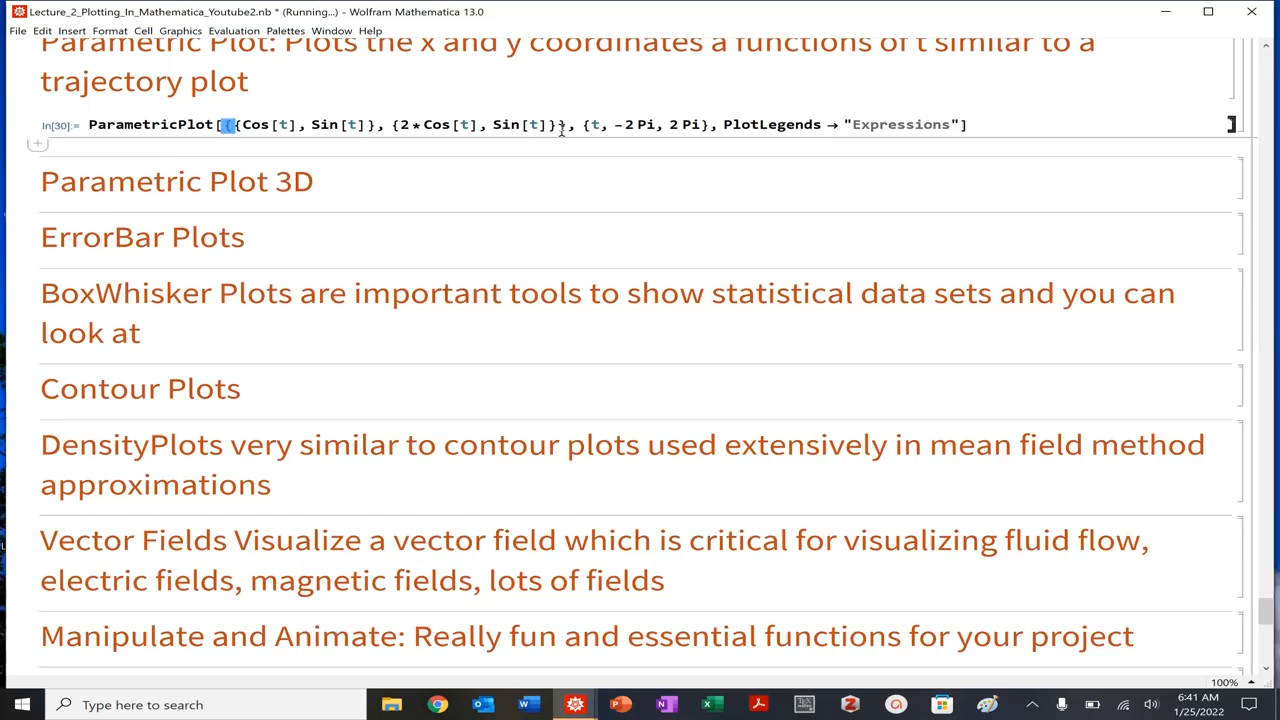 Lecture_2_Plotting_In_Mathematica_Youtube2.nb * (Running...) - Wolfram Mathematica 13.0
File Edit Insert Format Cell Graphics Evaluation Palettes Window Help
Parametric Plot: Plots the x and y coordinates a functions of t similar to a
trajectory plot
In[30]:= ParametricPlot[{{Cos[t], Sin[t]}, {2*Cos[t], Sin[t]}}, {t, -2 Pi, 2 Pi}, PlotLegends → "Expressions"]
Parametric Plot 3D
ErrorBar Plots
BoxWhisker Plots are important tools to show statistical data sets and you can
look at
Contour Plots
DensityPlots very similar to contour plots used extensively in mean field method
approximations
Vector Fields Visualize a vector field which is critical for visualizing fluid flow,
electric fields, magnetic fields, lots of fields
Manipulate and Animate: Really fun and essential functions for your project
100%
Type here to search
6:41 AM
1/25/2022